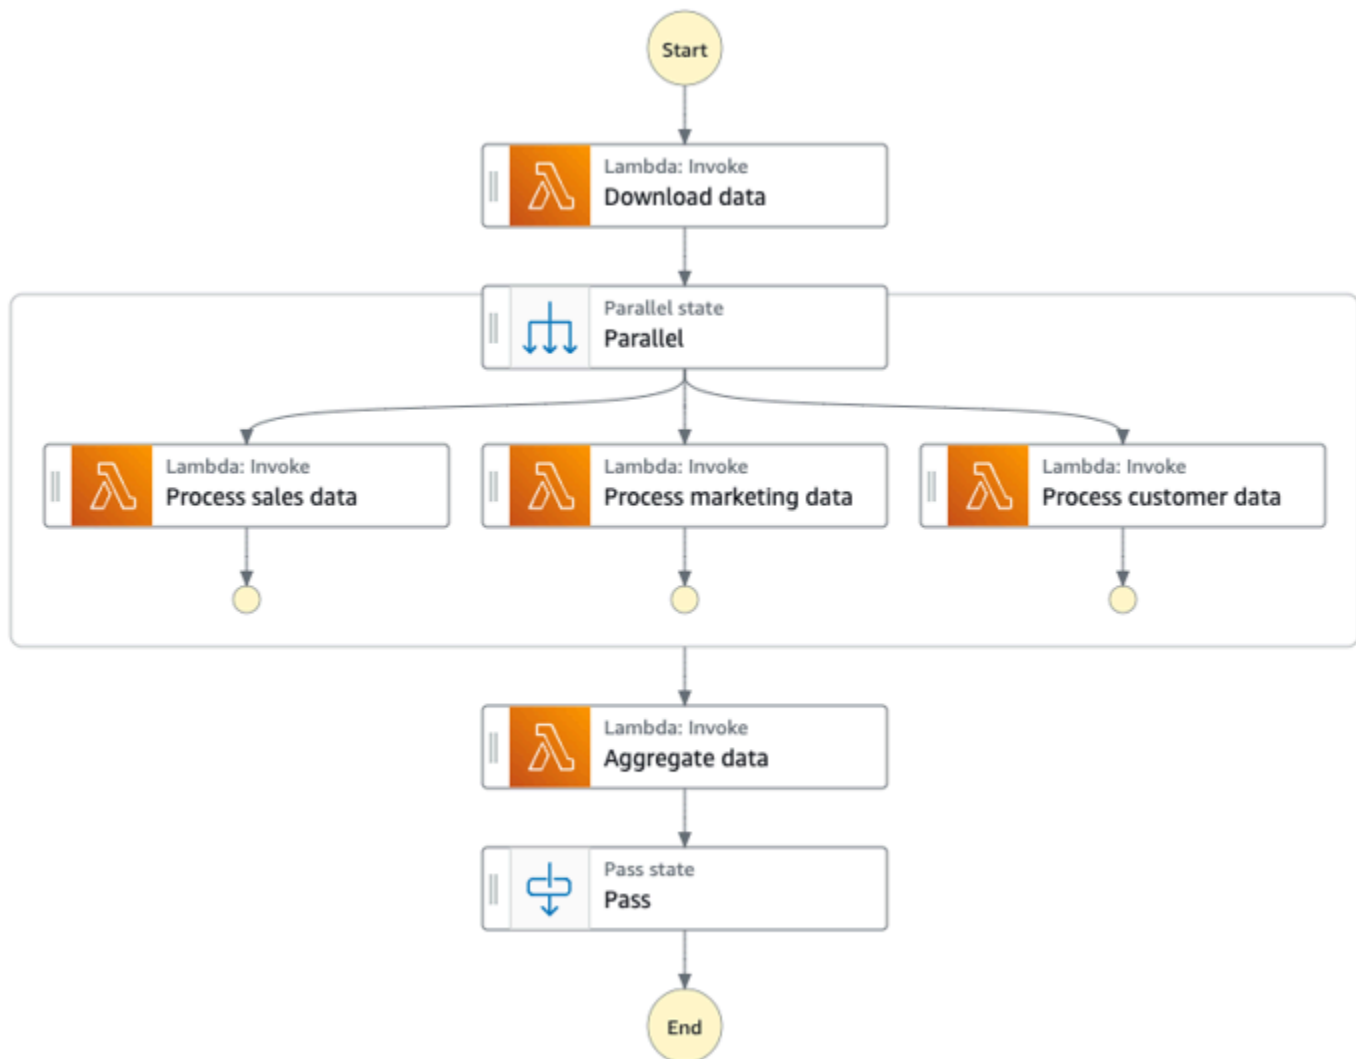 Start
Lambda: Invoke
Download data
Parallel state
Parallel
Lambda: Invoke
Process sales data
Lambda: Invoke
Process marketing data
Lambda: Invoke
Process customer data
Lambda: Invoke
Aggregate data
Pass state
Pass
End